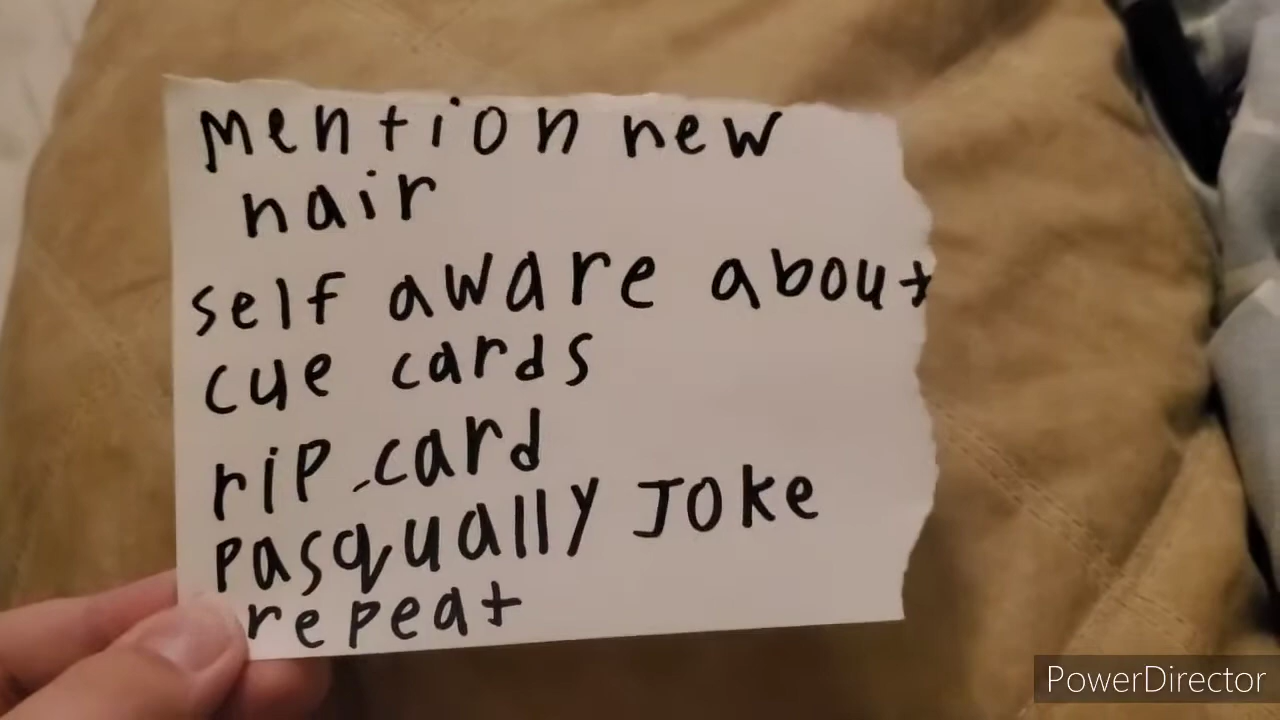 Mention new
hair
self aware about
cue cards
rip card
Pasqually Joke
repeat
PowerDirector